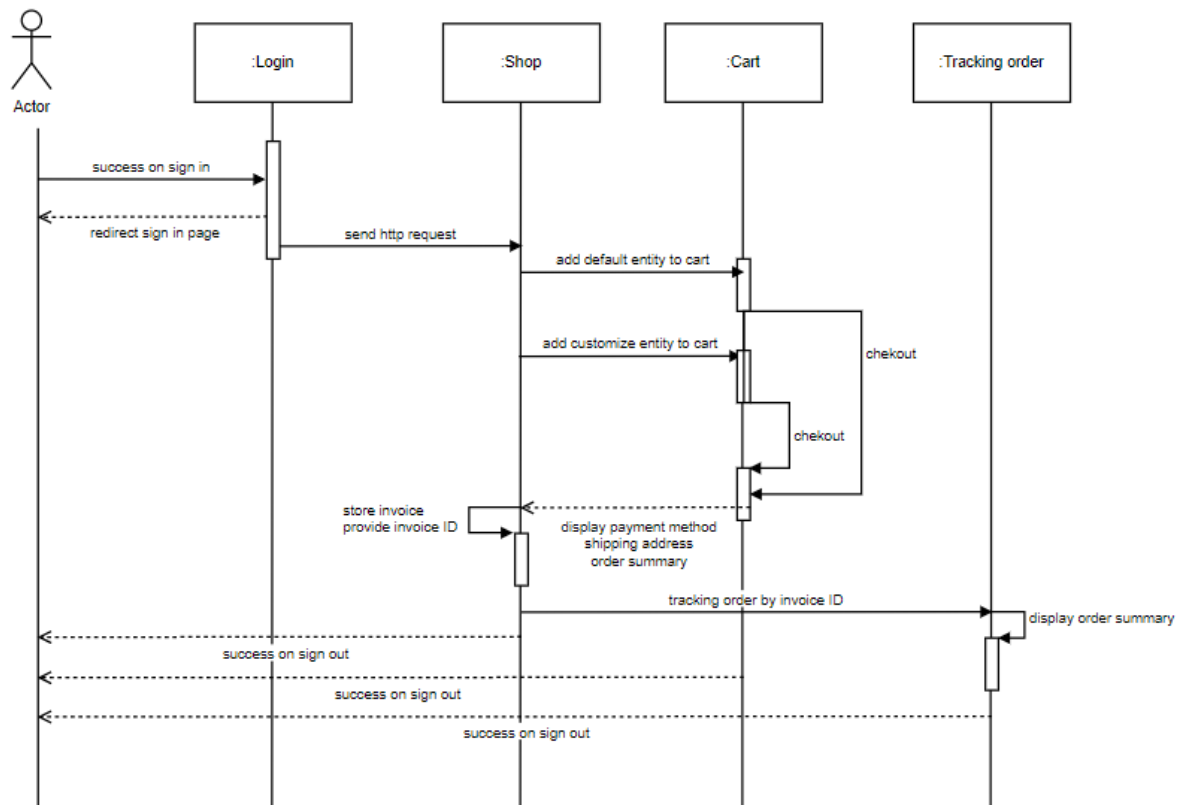 :Login
:Shop
:Cart
:Tracking order
Actor
success on sign in
redirect sign in page
send http request
add default entity to cart
add customize entity to cart
chekout
chekout
store invoice
provide invoice ID
display payment method
shipping address
order summary
tracking order by invoice ID
display order summary
success on sign out
success on sign out
success on sign out